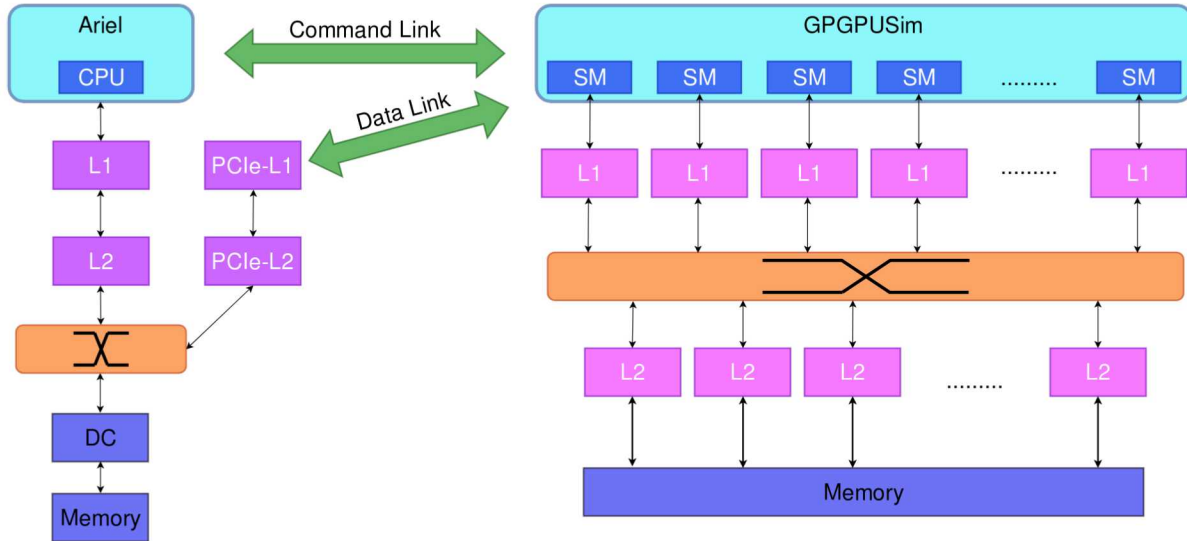 Ariel
Command Link
GPGPUSim
CPU
SM SM SM SM ......... SM
Data Link
L1
PCIe-L1
L1 L1 L1 L1 ......... L1
L2
PCIe-L2
L2 L2 L2 ......... L2
DC
Memory
Memory